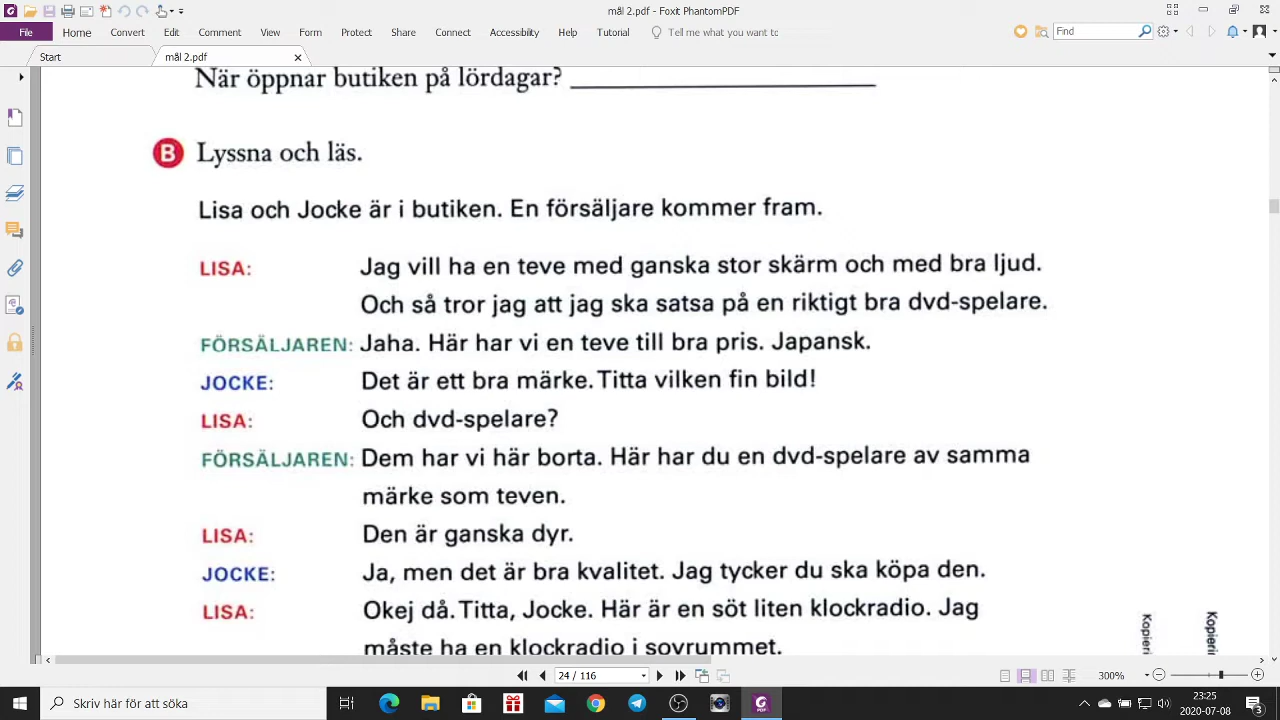 mål 2.pdf - Foxit PhantomPDF
File Home Convert Edit Comment View Form Protect Share Connect Accessibility Help Tutorial Tell me what you want to Find
Start mål 2.pdf
När öppnar butiken på lördagar?
B Lyssna och läs.
Lisa och Jocke är i butiken. En försäljare kommer fram.
LISA: Jag vill ha en teve med ganska stor skärm och med bra ljud.
Och så tror jag att jag ska satsa på en riktigt bra dvd-spelare.
FÖRSÄLJAREN: Jaha. Här har vi en teve till bra pris. Japansk.
JOCKE: Det är ett bra märke. Titta vilken fin bild!
LISA: Och dvd-spelare?
FÖRSÄLJAREN: Dem har vi här borta. Här har du en dvd-spelare av samma
märke som teven.
LISA: Den är ganska dyr.
JOCKE: Ja, men det är bra kvalitet. Jag tycker du ska köpa den.
LISA: Okej då. Titta, Jocke. Här är en söt liten klockradio. Jag
måste ha en klockradio i sovrummet.
Kopieri
Kopieri
24 / 116 300%
Skriv här för att söka
23:25
2020-07-08
3